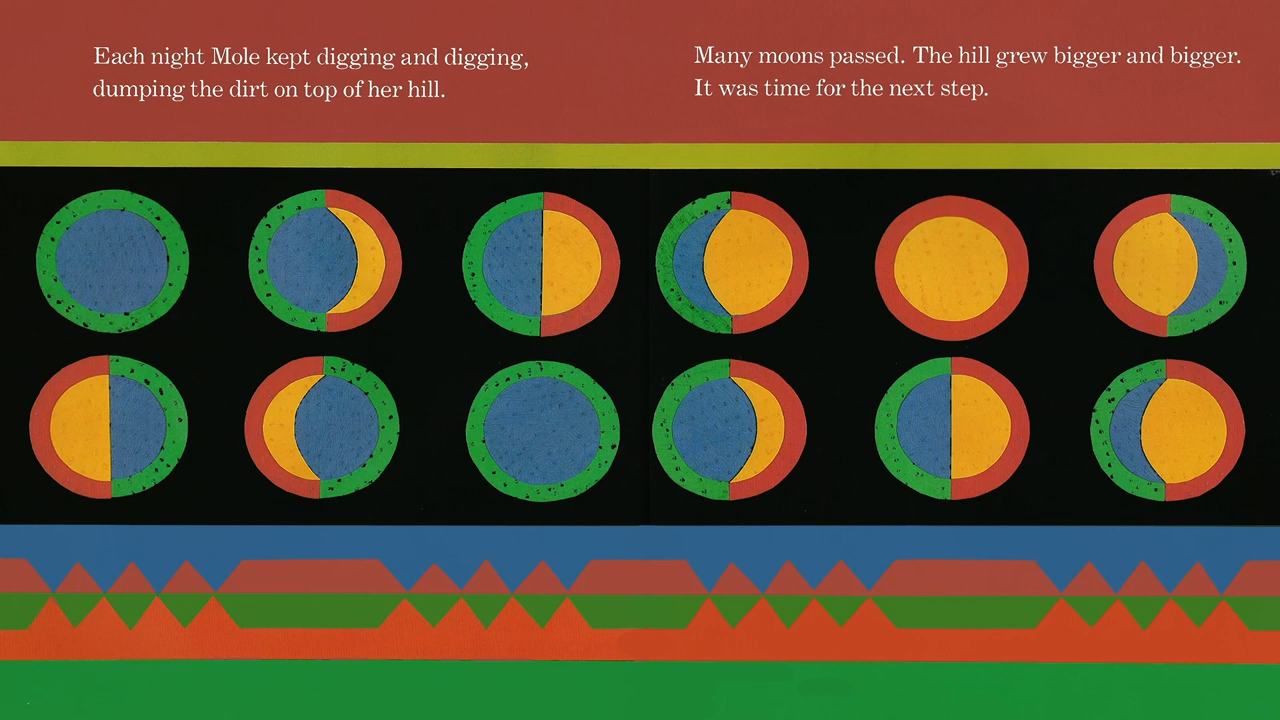 Each night Mole kept digging and digging,
dumping the dirt on top of her hill.
Many moons passed. The hill grew bigger and bigger.
It was time for the next step.